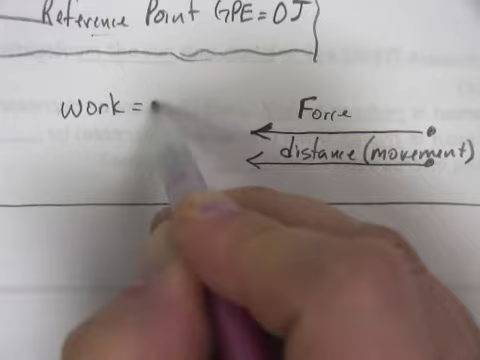 Reference Point GPE=0J
Work =
Force
distance (movement)